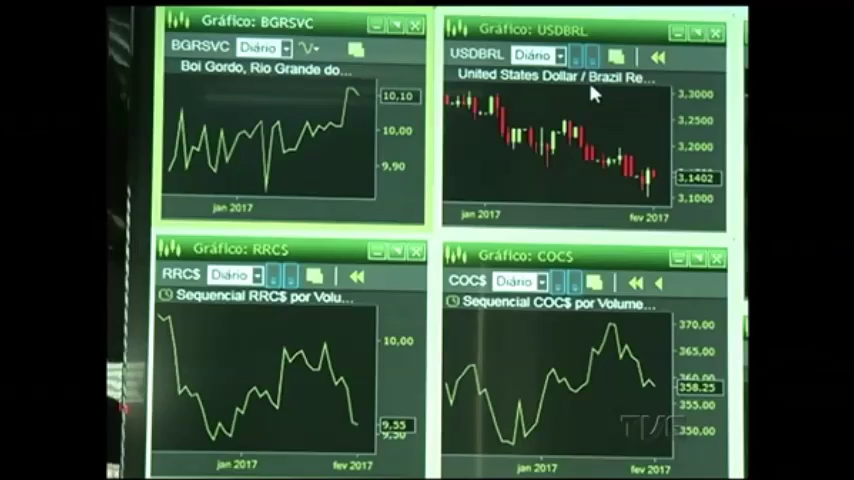 Gráfico: BGRSVC
BGRSVC Diário
Boi Gordo, Rio Grande do...
10,10
10,00
9,90
jan 2017
Gráfico: USDBRL
USDBRL Diário
United States Dollar / Brazil Re...
3,3000
3,2500
3,2000
3,1402
3,1000
jan 2017 fev 2017
Gráfico: RRC$
RRC$ Diário
Sequencial RRC$ por Volu...
10,00
9,55
9,50
jan 2017 fev 2017
Gráfico: COC$
COC$ Diário
Sequencial COC$ por Volume...
370,00
365,00
360,00
358,25
355,00
350,00
jan 2017 fev 2017